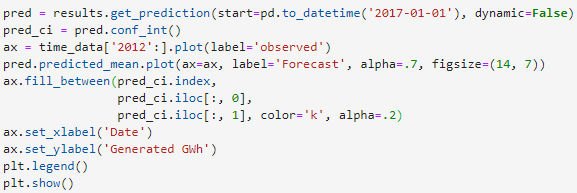 pred = results.get_prediction(start=pd.to_datetime('2017-01-01'), dynamic=False)
pred_ci = pred.conf_int()
ax = time_data['2012':].plot(label='observed')
pred.predicted_mean.plot(ax=ax, label='Forecast', alpha=.7, figsize=(14, 7))
ax.fill_between(pred_ci.index,
                pred_ci.iloc[:, 0],
                pred_ci.iloc[:, 1], color='k', alpha=.2)
ax.set_xlabel('Date')
ax.set_ylabel('Generated GWh')
plt.legend()
plt.show()